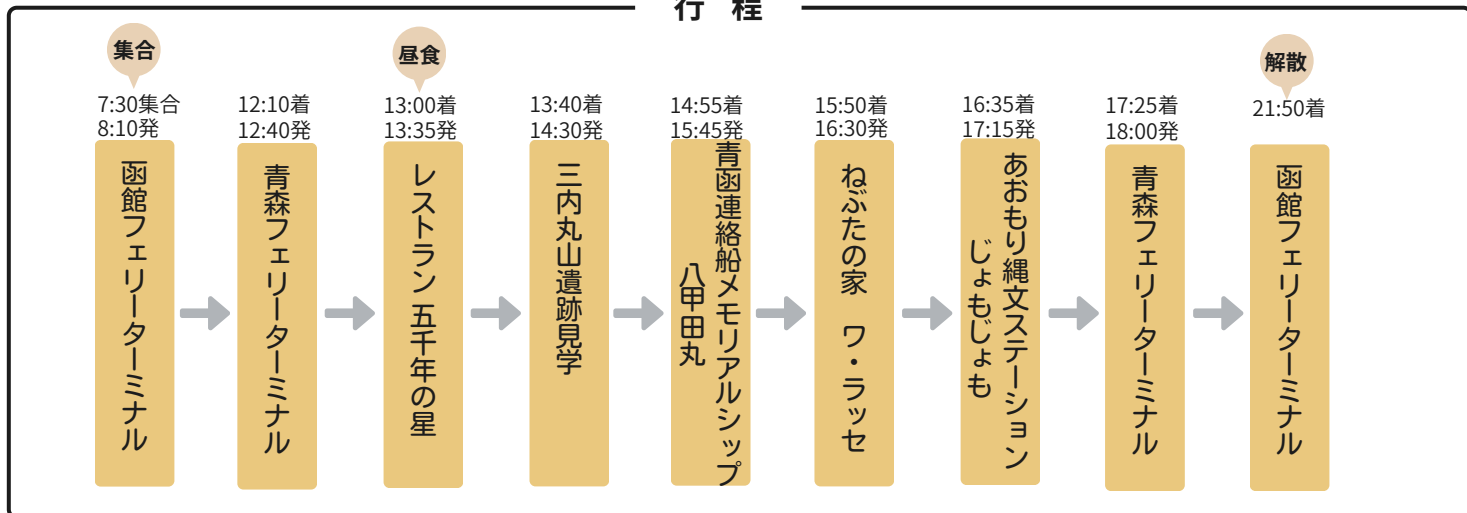 行 程
集合
7:30集合
8:10発
函館フェリーターミナル
12:10着
12:40発
青森フェリーターミナル
昼食
13:00着
13:35発
レストラン 五千年の星
13:40着
14:30発
三内丸山遺跡見学
14:55着
15:45発
青函連絡船メモリアルシップ
八甲田丸
15:50着
16:30発
ねぶたの家 ワ・ラッセ
16:35着
17:15発
あおもり縄文ステーション
じょもじょも
17:25着
18:00発
青森フェリーターミナル
解散
21:50着
函館フェリーターミナル